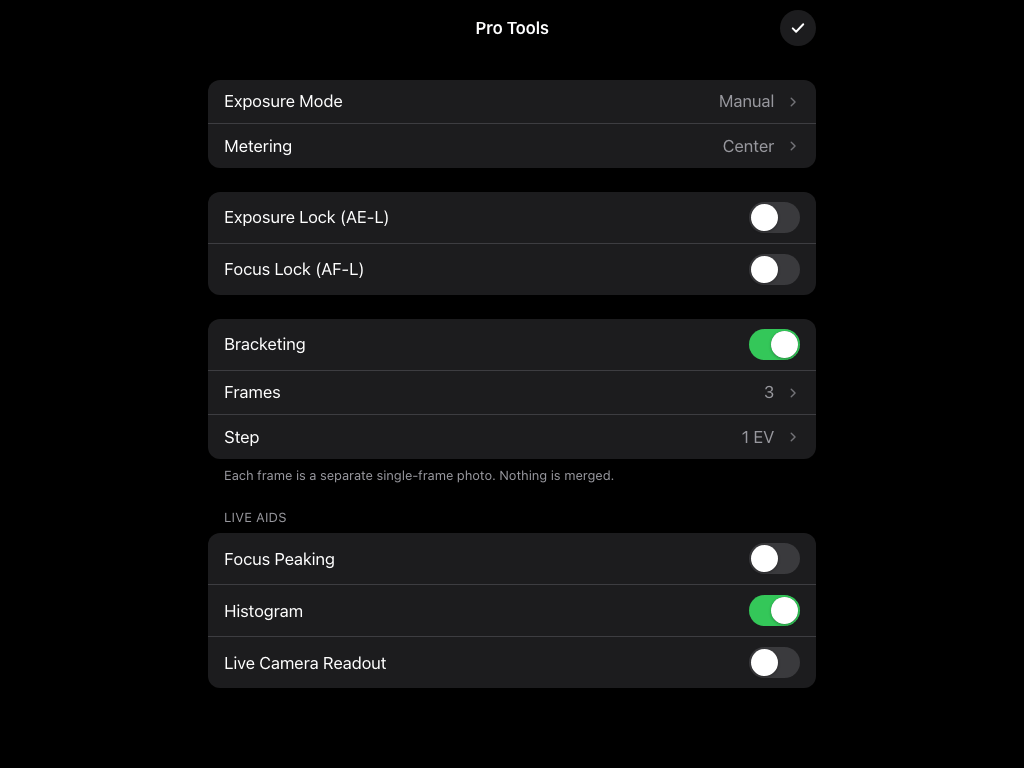 Pro Tools
Exposure Mode Manual
Metering Center
Exposure Lock (AE-L)
Focus Lock (AF-L)
Bracketing
Frames 3
Step 1 EV
Each frame is a separate single-frame photo. Nothing is merged.
LIVE AIDS
Focus Peaking
Histogram
Live Camera Readout